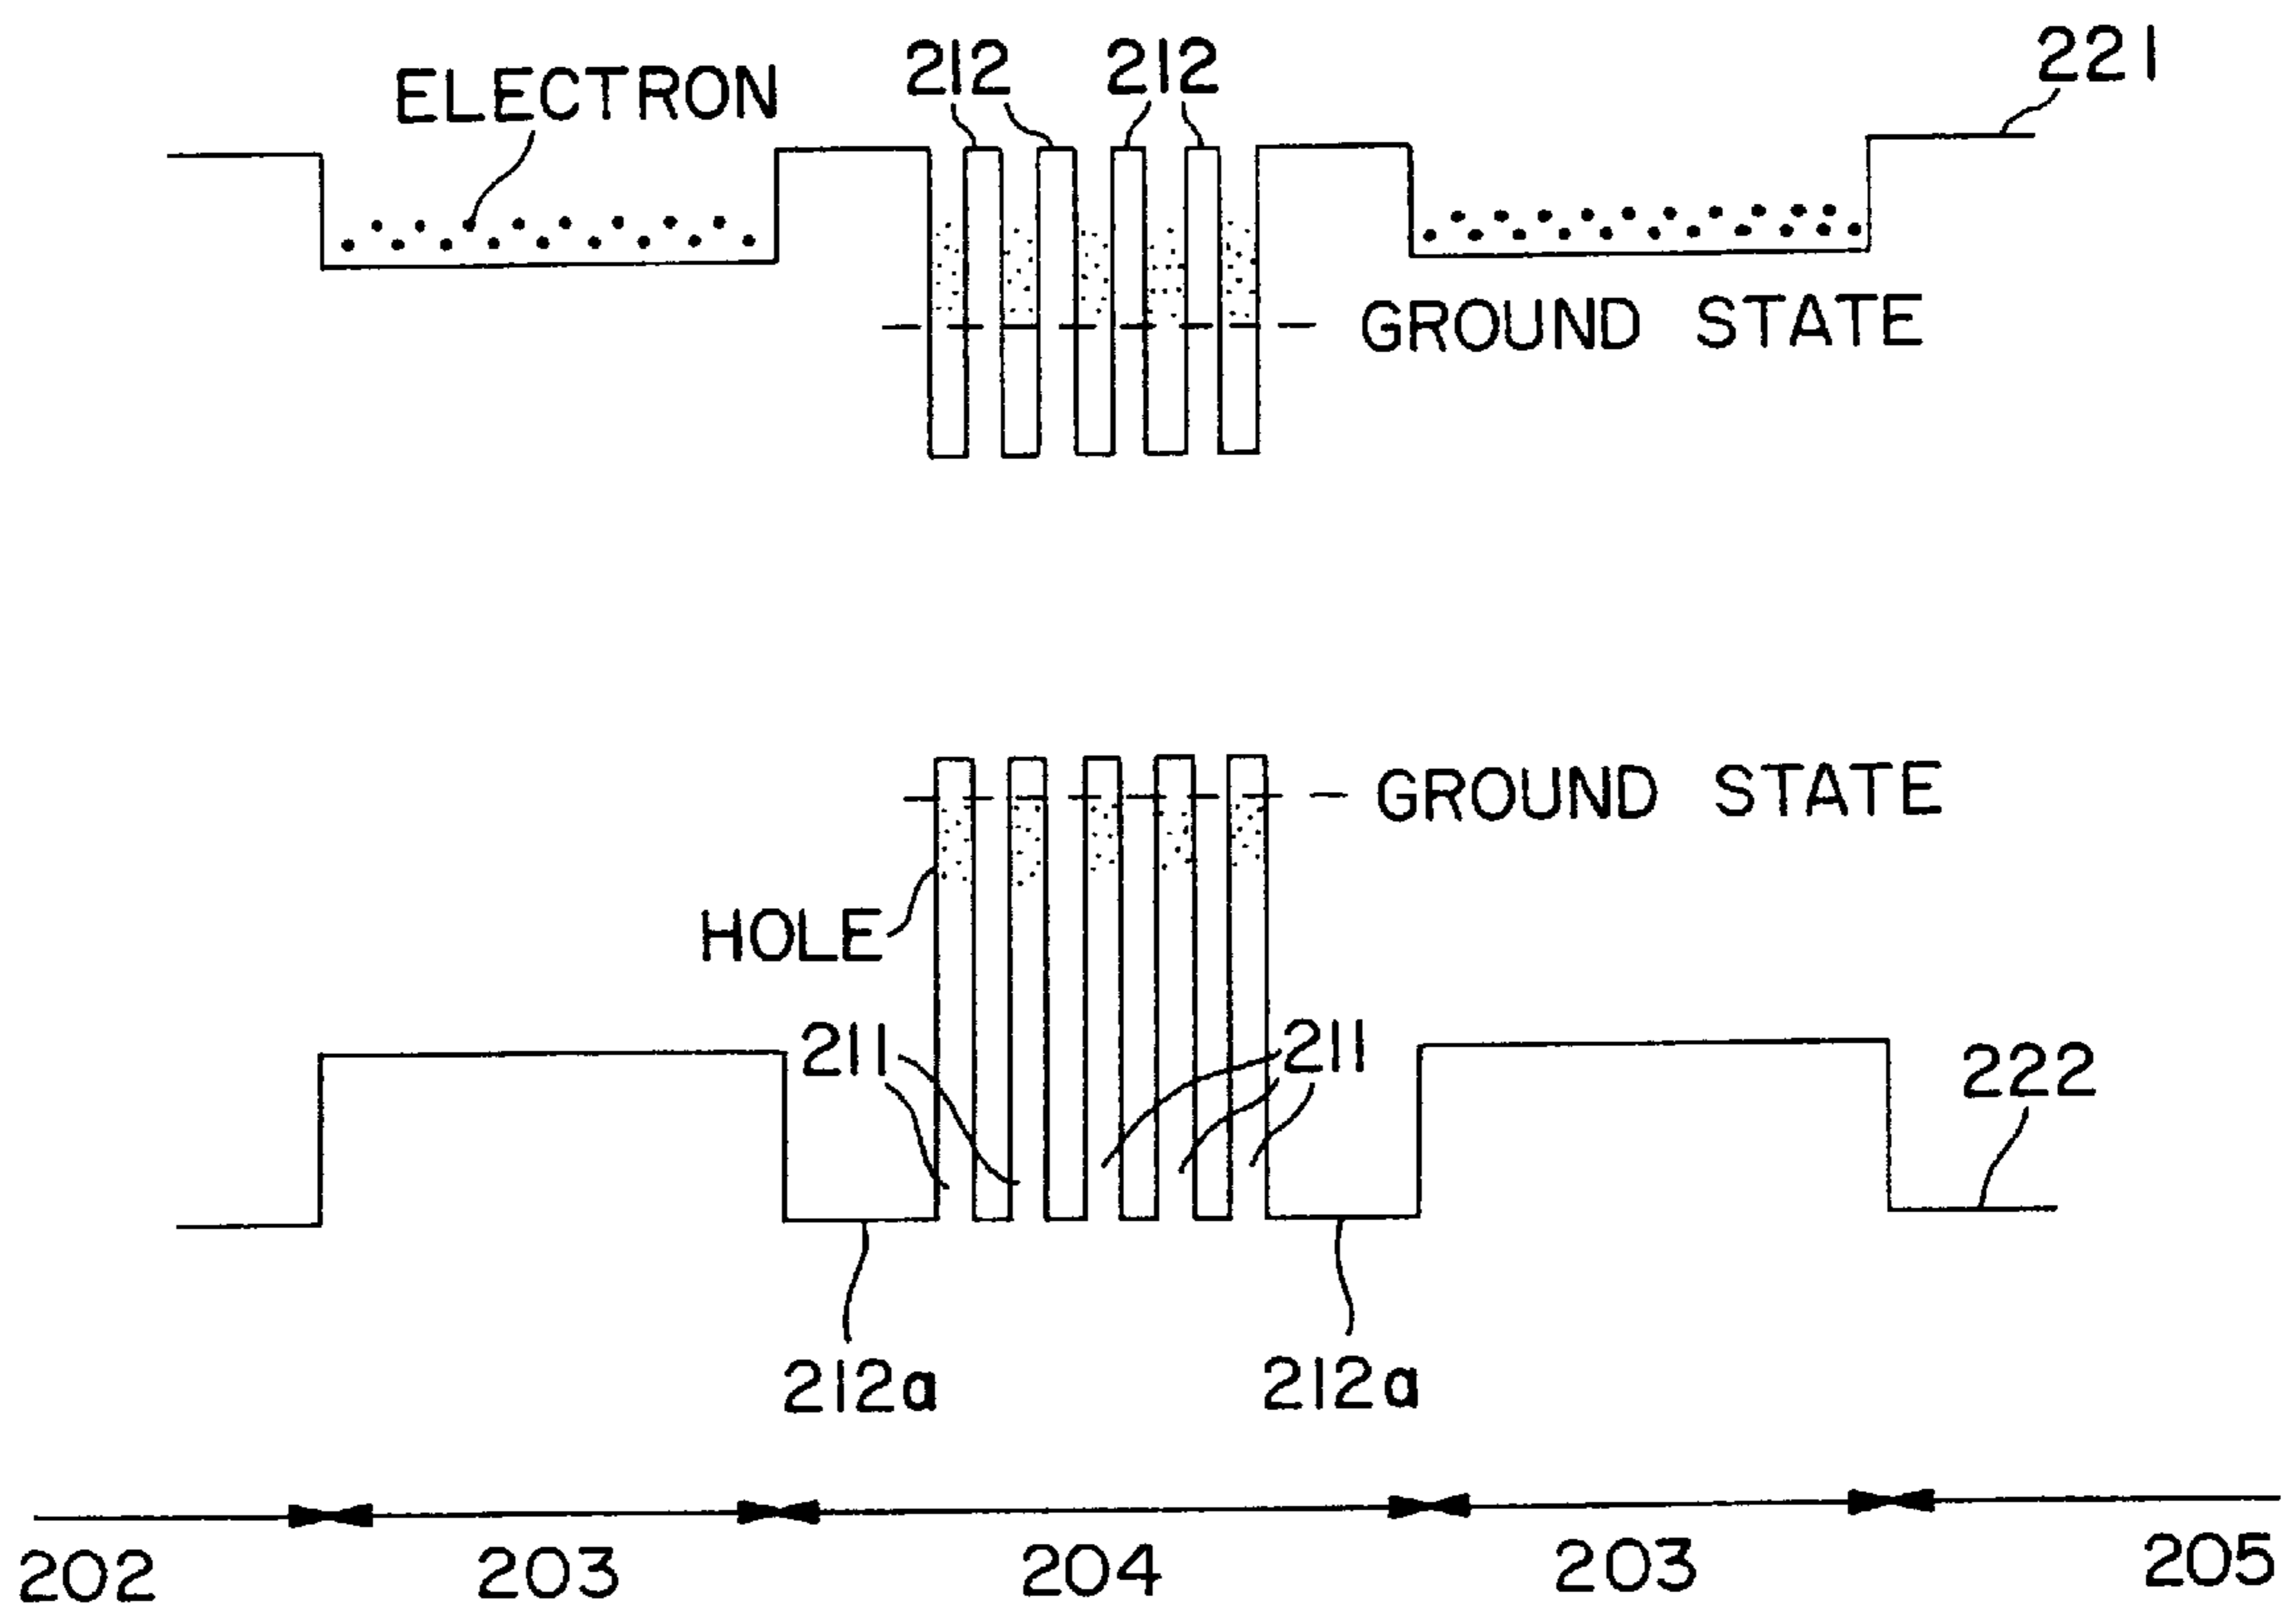 212 212 221
ELECTRON
GROUND STATE
GROUND STATE
HOLE
211 211
222
212a 212a
202 203 204 203 205